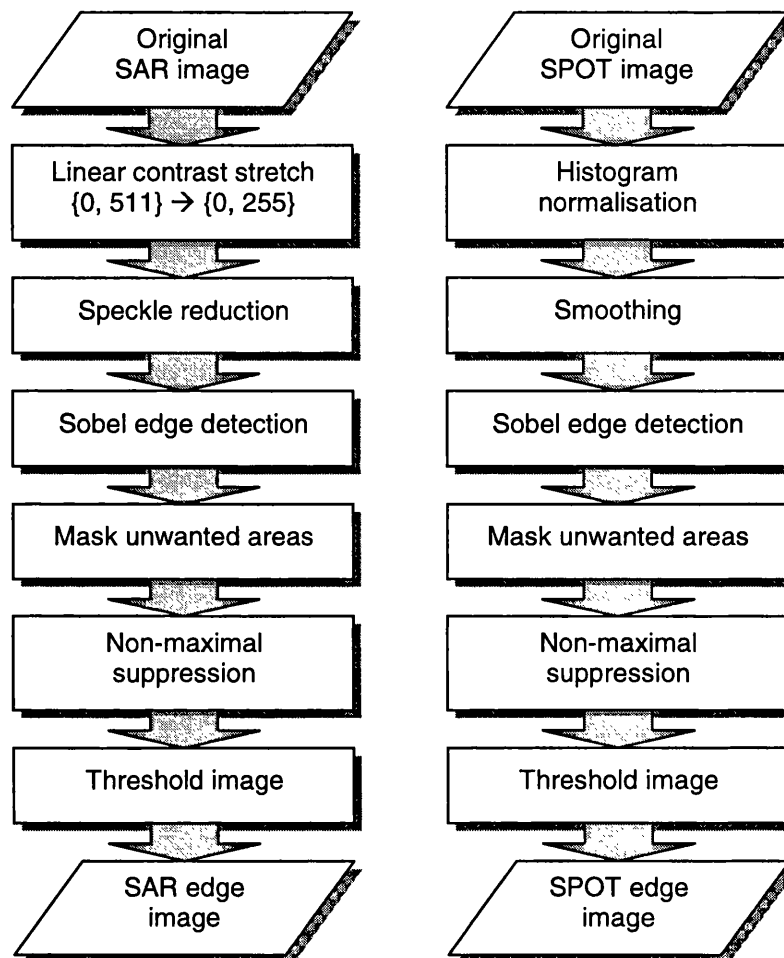 Original
SAR image
Linear contrast stretch
{0, 511} → {0, 255}
Speckle reduction
Sobel edge detection
Mask unwanted areas
Non-maximal
suppression
Threshold image
SAR edge
image
Original
SPOT image
Histogram
normalisation
Smoothing
Sobel edge detection
Mask unwanted areas
Non-maximal
suppression
Threshold image
SPOT edge
image